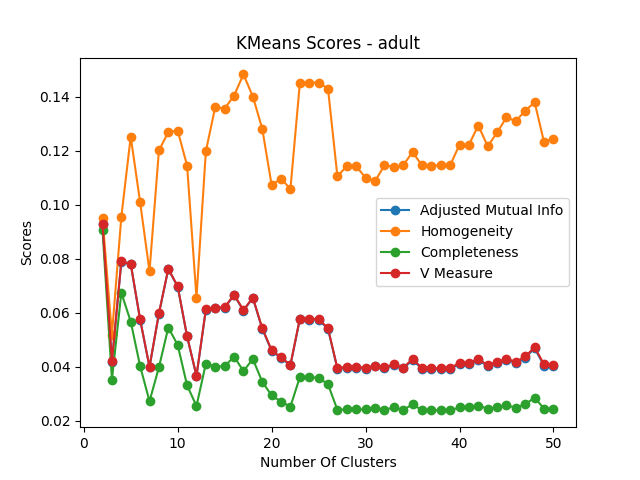 KMeans Scores - adult
Scores
0.14
0.12
0.10
0.08
0.06
0.04
0.02
Adjusted Mutual Info
Homogeneity
Completeness
V Measure
0
10
20
30
40
50
Number Of Clusters